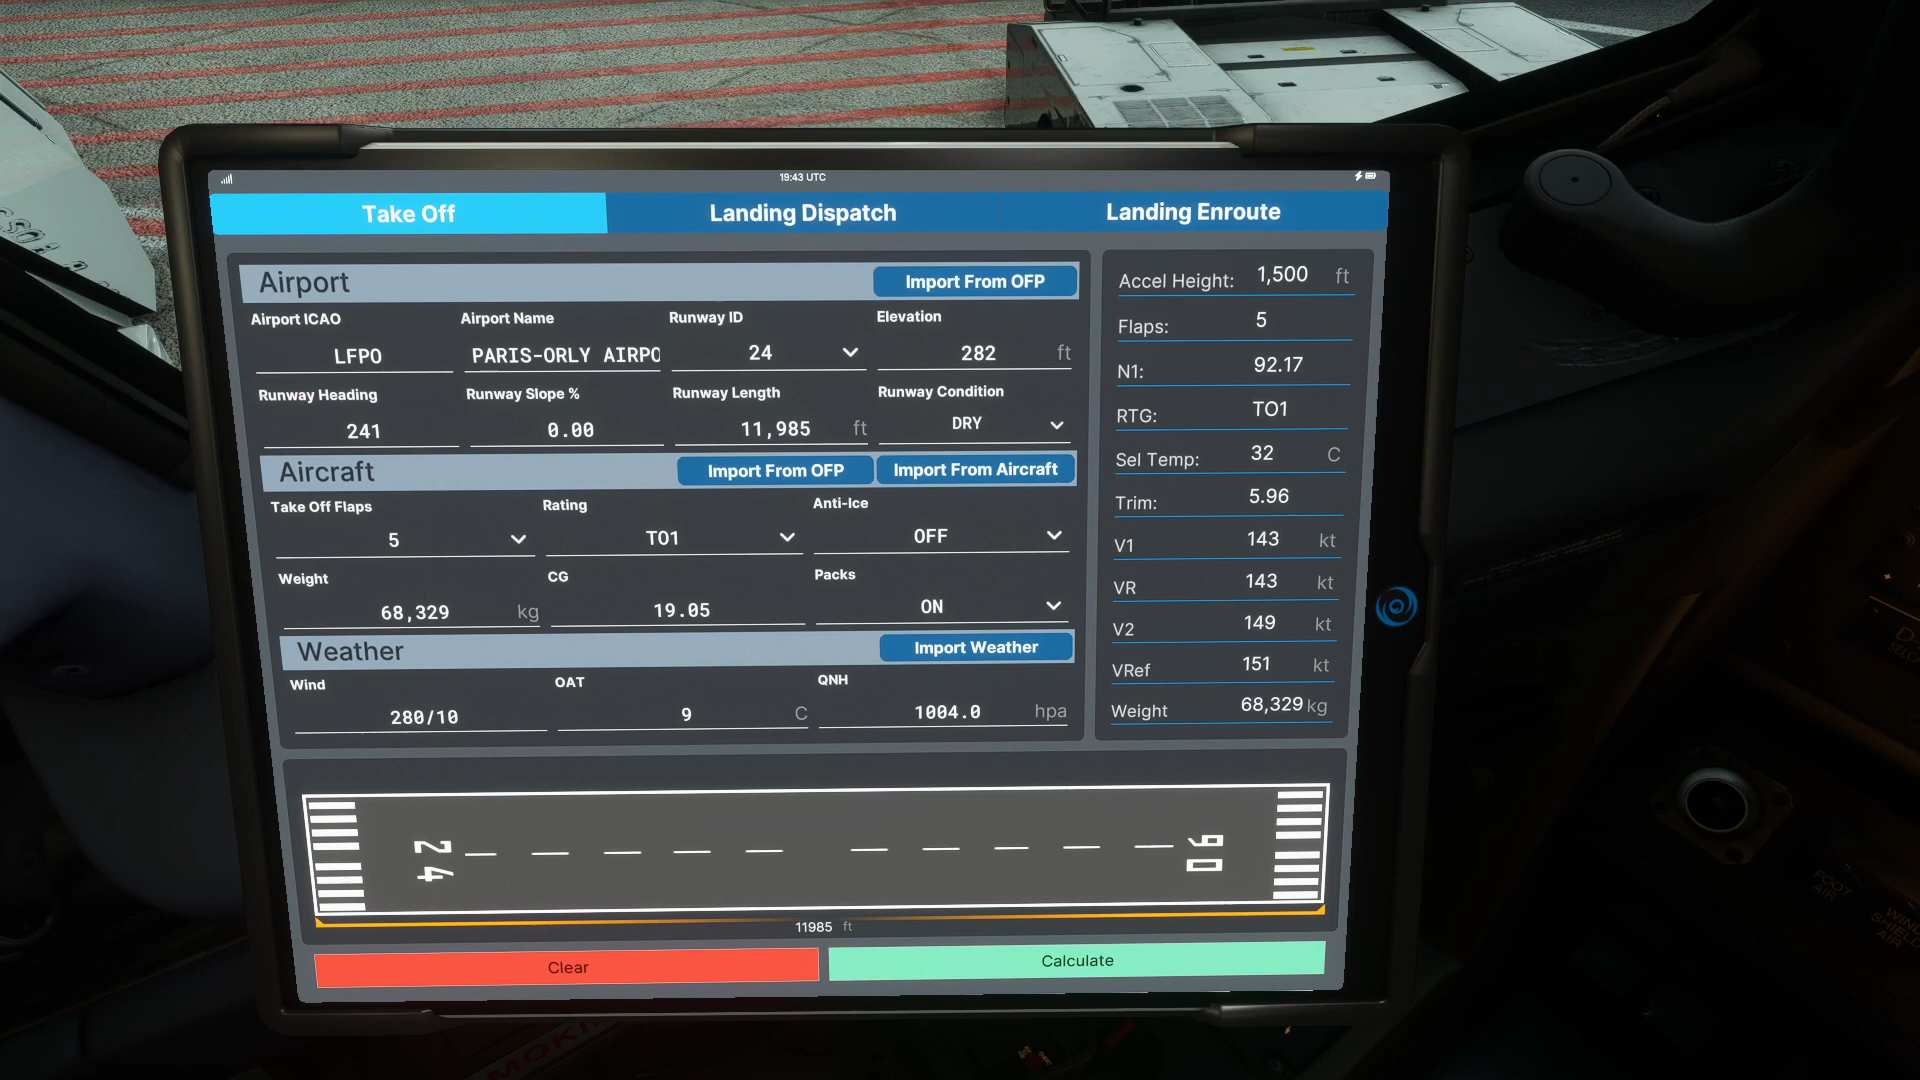 19:43 UTC
Take Off Landing Dispatch Landing Enroute
Airport Import From OFP
Airport ICAO Airport Name Runway ID Elevation
LFPO PARIS-ORLY AIRPO 24 282 ft
Runway Heading Runway Slope % Runway Length Runway Condition
241 0.00 11,985 ft DRY
Aircraft Import From OFP Import From Aircraft
Take Off Flaps Rating Anti-Ice
5 TO1 OFF
Weight CG Packs
68,329 kg 19.05 ON
Weather Import Weather
Wind OAT QNH
280/10 9 C 1004.0 hpa
Accel Height: 1,500 ft
Flaps: 5
N1: 92.17
RTG: TO1
Sel Temp: 32 C
Trim: 5.96
V1 143 kt
VR 143 kt
V2 149 kt
VRef 151 kt
Weight 68,329 kg
24 06
11985 ft
Clear Calculate
FOOT
AIR
WIND
SHIELD
AIR